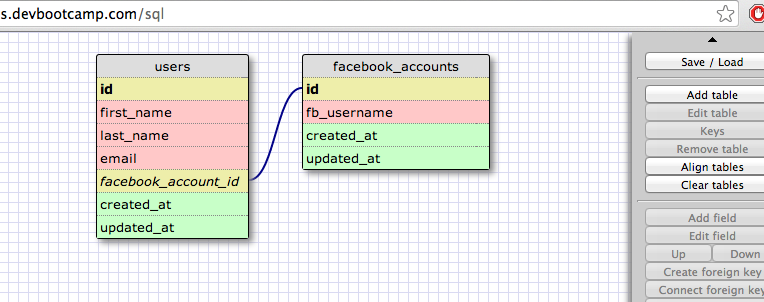 s.devbootcamp.com/sql
users
id
first_name
last_name
email
facebook_account_id
created_at
updated_at
facebook_accounts
id
fb_username
created_at
updated_at
Save / Load
Add table
Edit table
Keys
Remove table
Align tables
Clear tables
Add field
Edit field
Up Down
Create foreign key
Connect foreign key